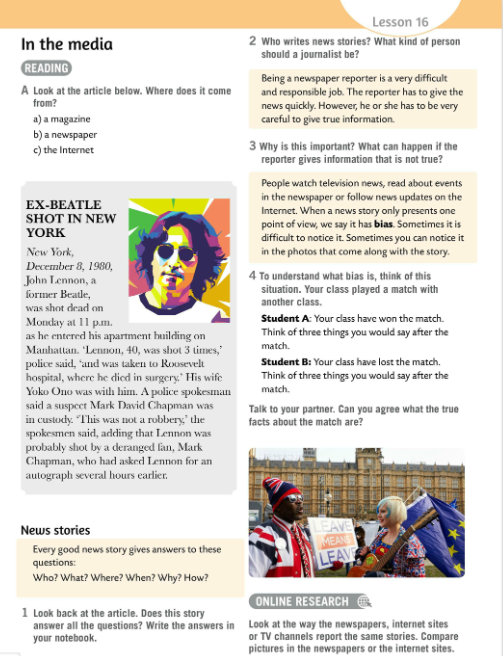 Lesson 16
In the media
READING
A Look at the article below. Where does it come
from?
a) a magazine
b) a newspaper
c) the Internet
EX-BEATLE
SHOT IN NEW
YORK
New York,
December 8, 1980,
John Lennon, a
former Beatle,
was shot dead on
Monday at 11 p.m.
as he entered his apartment building on
Manhattan. ‘Lennon, 40, was shot 3 times,’
police said, ‘and was taken to Roosevelt
hospital, where he died in surgery.’ His wife
Yoko Ono was with him. A police spokesman
said a suspect Mark David Chapman was
in custody. ‘This was not a robbery,’ the
spokesmen said, adding that Lennon was
probably shot by a deranged fan, Mark
Chapman, who had asked Lennon for an
autograph several hours earlier.
News stories
Every good news story gives answers to these
questions:
Who? What? Where? When? Why? How?
1 Look back at the article. Does this story
answer all the questions? Write the answers in
your notebook.
2 Who writes news stories? What kind of person
should a journalist be?
Being a newspaper reporter is a very difficult
and responsible job. The reporter has to give the
news quickly. However, he or she has to be very
careful to give true information.
3 Why is this important? What can happen if the
reporter gives information that is not true?
People watch television news, read about events
in the newspaper or follow news updates on the
Internet. When a news story only presents one
point of view, we say it has bias. Sometimes it is
difficult to notice it. Sometimes you can notice it
in the photos that come along with the story.
4 To understand what bias is, think of this
situation. Your class played a match with
another class.
Student A: Your class have won the match.
Think of three things you would say after the
match.
Student B: Your class have lost the match.
Think of three things you would say after the
match.
Talk to your partner. Can you agree what the true
facts about the match are?
LEAVE
MEANS
LEAVE
ONLINE RESEARCH
Look at the way the newspapers, internet sites
or TV channels report the same stories. Compare
pictures in the newspapers or the internet sites.